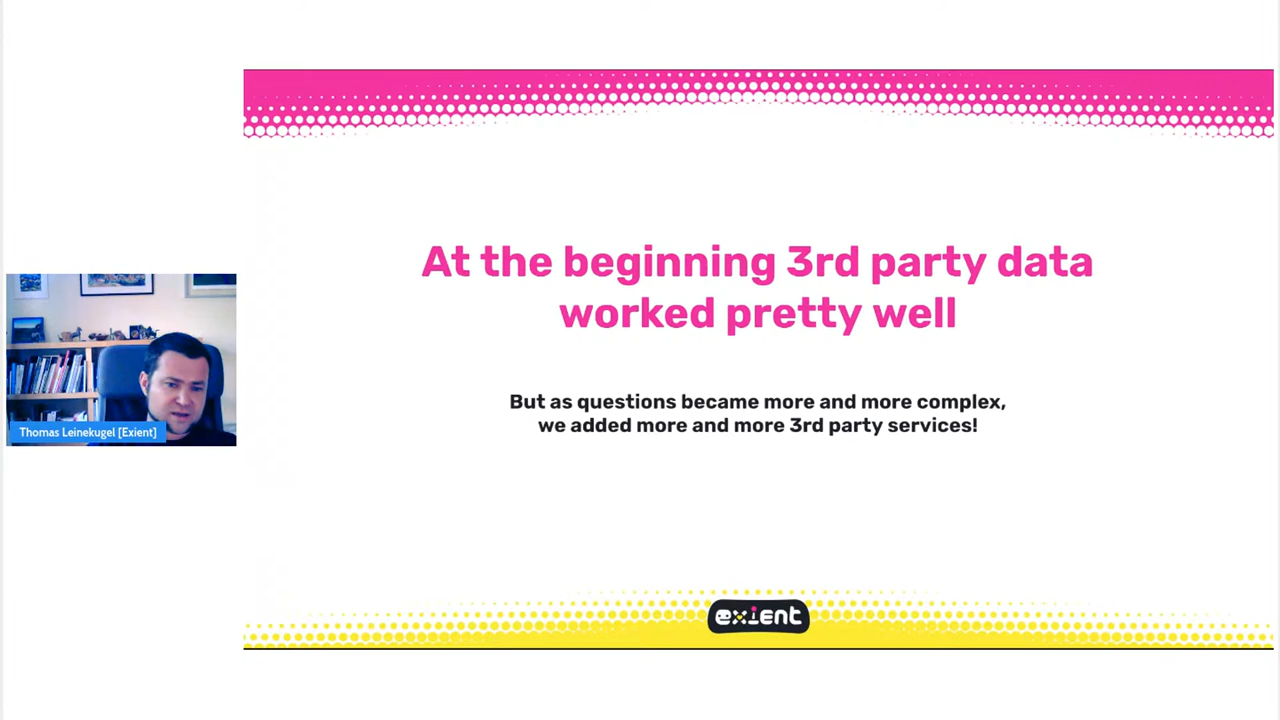 At the beginning 3rd party data
worked pretty well
But as questions became more and more complex,
we added more and more 3rd party services!
Thomas Leinekugel [Exient]
exient